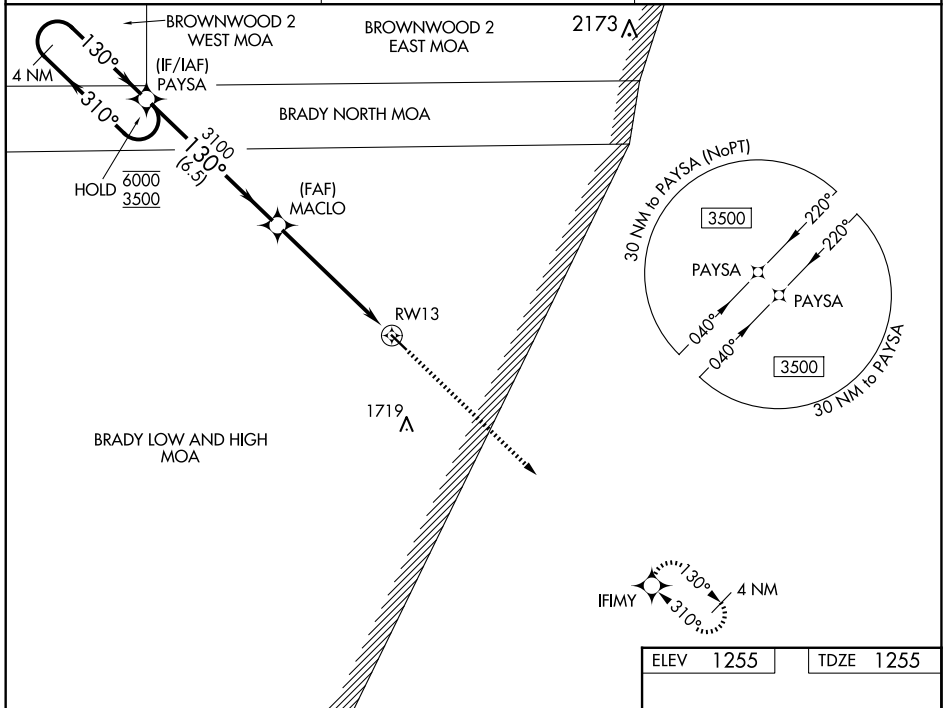 BROWNWOOD 2
WEST MOA
BROWNWOOD 2
EAST MOA
2173
130°
4 NM
(IF/IAF)
PAYSA
310°
BRADY NORTH MOA
3100
130°
(6.5)
HOLD
6000
3500
(FAF)
MACLO
30 NM to PAYSA (NoPT)
3500
220°
220°
PAYSA
PAYSA
040°
040°
3500
30 NM to PAYSA
RW13
1719
BRADY LOW AND HIGH
MOA
IFIMY
130°
310°
4 NM
ELEV 1255
TDZE 1255